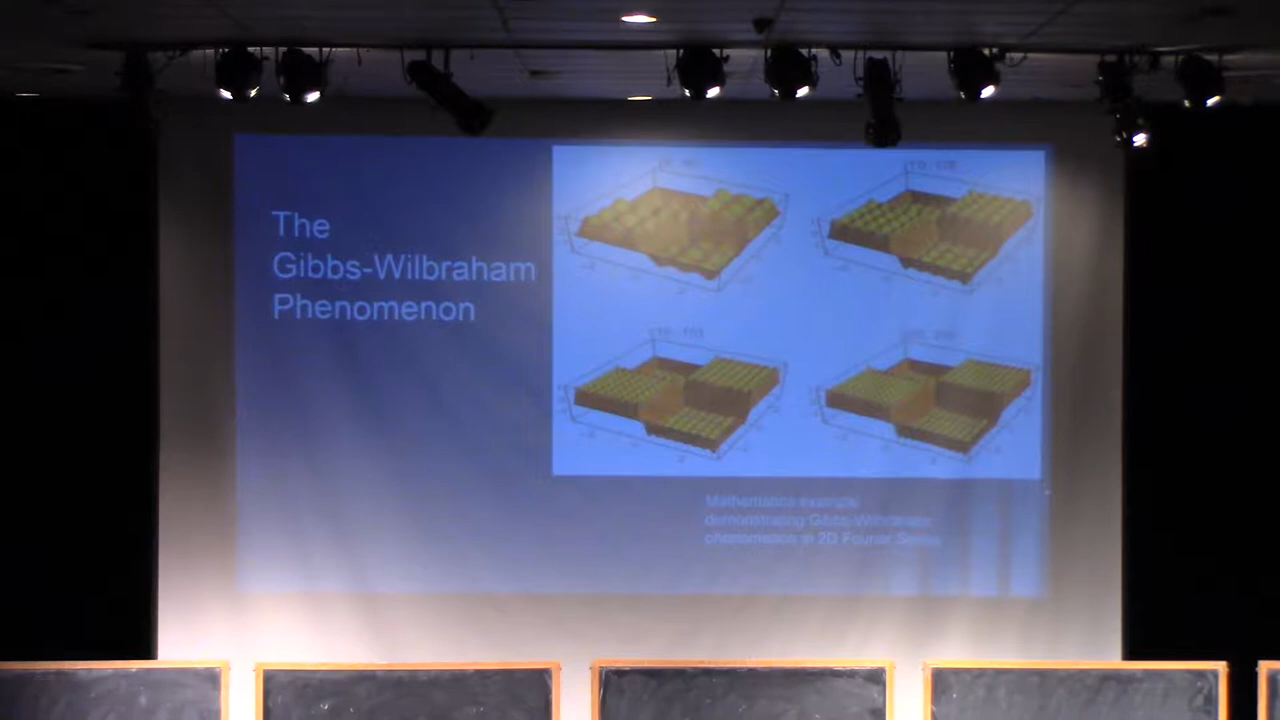 The
Gibbs-Wilbraham
Phenomenon
Mathematica example
demonstrating Gibbs-Wilbraham
phenomenon in 2D Fourier Series